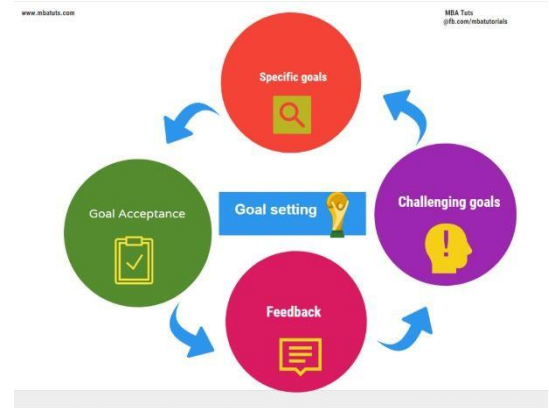 www.mbatuts.com
MBA Tuts
@fb.com/mbatutorials
Specific goals
Goal Acceptance
Goal setting
Challenging goals
Feedback